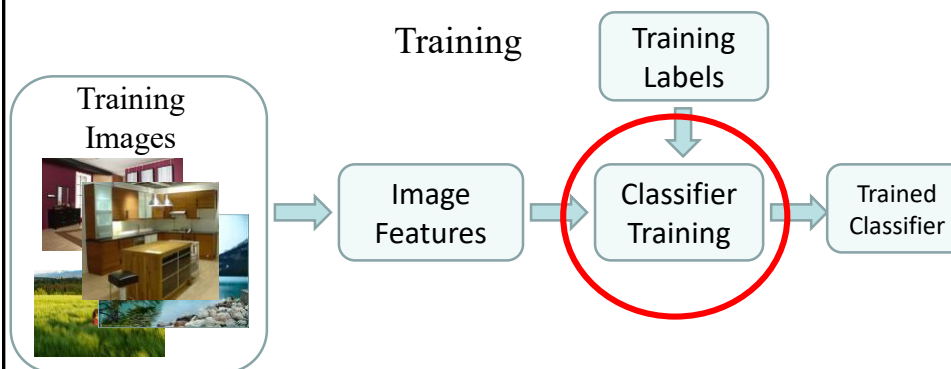 Training
Training
Labels
Training
Images
Image
Features
Classifier
Training
Trained
Classifier